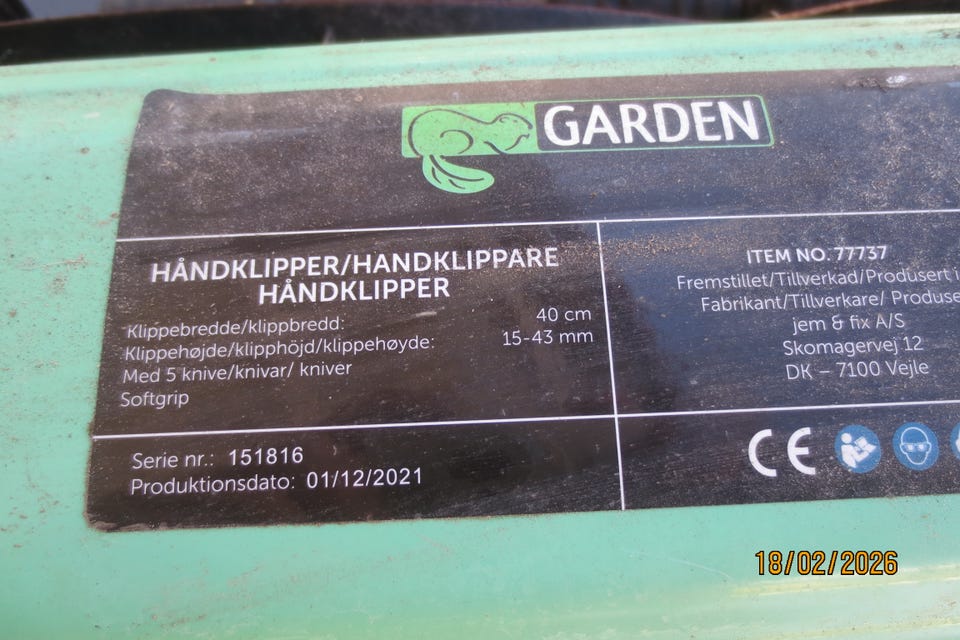 GARDEN
HÅNDKLIPPER/HANDKLIPPARE
HÅNDKLIPPER
Klippebredde/klippbredd: 40 cm
Klippehøjde/klipphöjd/klippehøyde: 15-43 mm
Med 5 knive/knivar/ kniver
Softgrip
Serie nr.: 151816
Produktionsdato: 01/12/2021
ITEM NO. 77737
Fremstillet/Tillverkad/Produsert i
Fabrikant/Tillverkare/ Produse
jem & fix A/S
Skomagervej 12
DK – 7100 Vejle
CE
18/02/2026